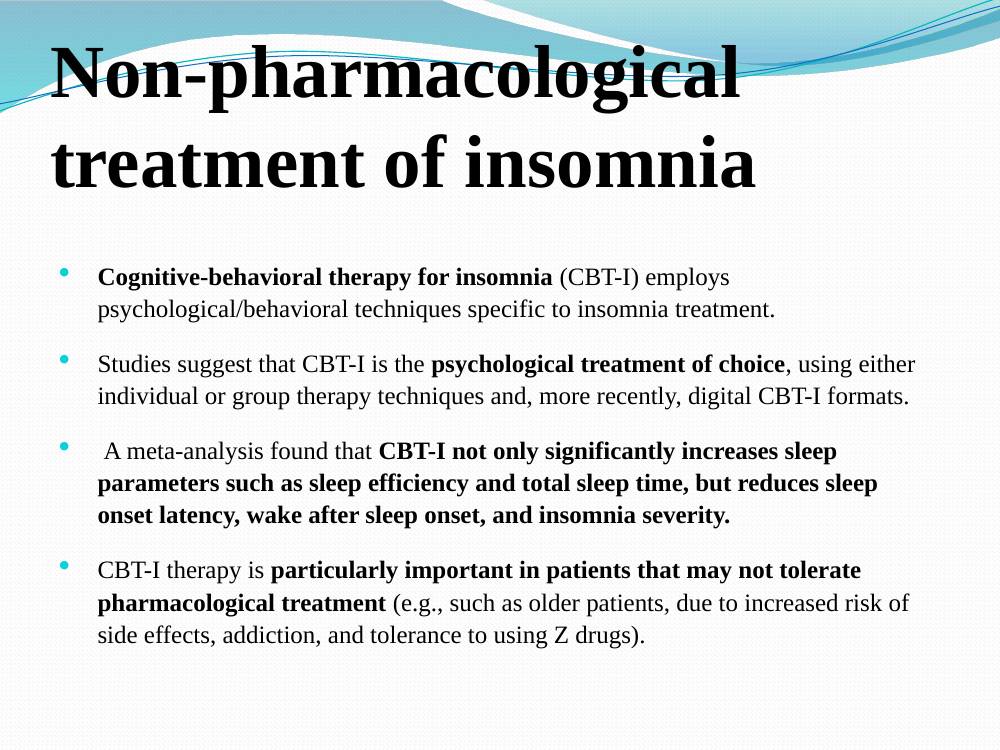 Non-pharmacological
treatment of insomnia
• Cognitive-behavioral therapy for insomnia (CBT-I) employs
psychological/behavioral techniques specific to insomnia treatment.
• Studies suggest that CBT-I is the psychological treatment of choice, using either
individual or group therapy techniques and, more recently, digital CBT-I formats.
• A meta-analysis found that CBT-I not only significantly increases sleep
parameters such as sleep efficiency and total sleep time, but reduces sleep
onset latency, wake after sleep onset, and insomnia severity.
• CBT-I therapy is particularly important in patients that may not tolerate
pharmacological treatment (e.g., such as older patients, due to increased risk of
side effects, addiction, and tolerance to using Z drugs).